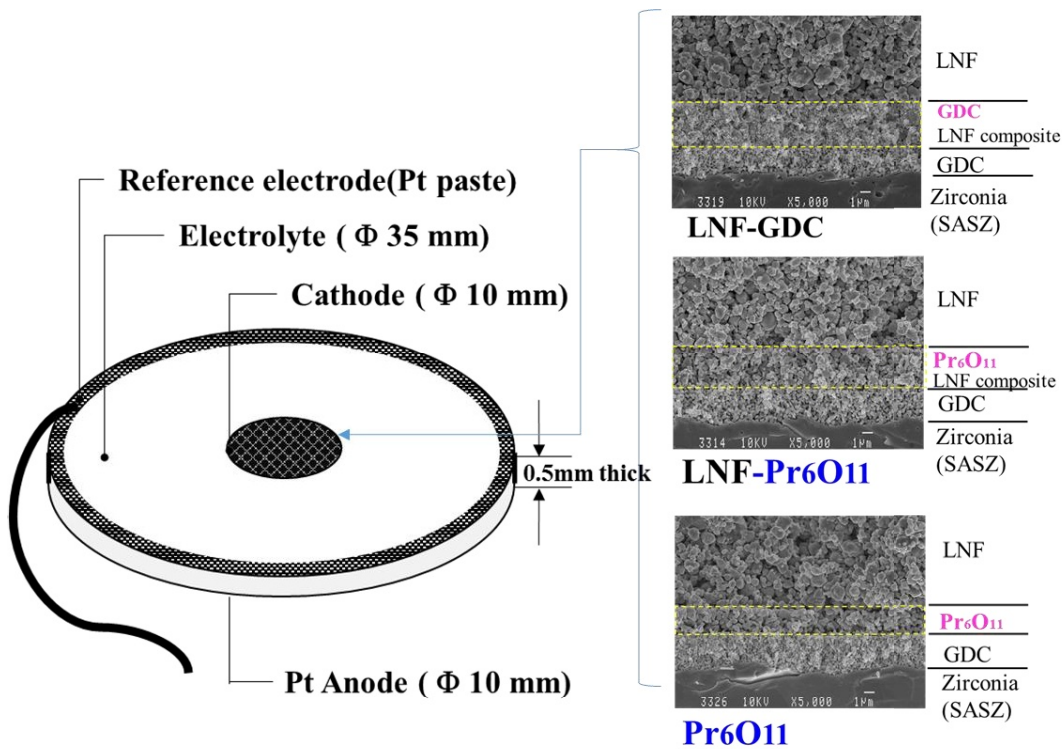 Reference electrode(Pt paste)
Electrolyte ( Φ 35 mm)
Cathode ( Φ 10 mm)
0.5mm thick
Pt Anode ( Φ 10 mm)
LNF
GDC
LNF composite
GDC
Zirconia
(SASZ)
3319 10KV X5,000 1μm
LNF-GDC
LNF
Pr6O11
LNF composite
GDC
Zirconia
(SASZ)
3314 10KV X5,000 1μm
LNF-Pr6O11
LNF
Pr6O11
GDC
Zirconia
(SASZ)
3326 10KV X5,000 1μm
Pr6O11